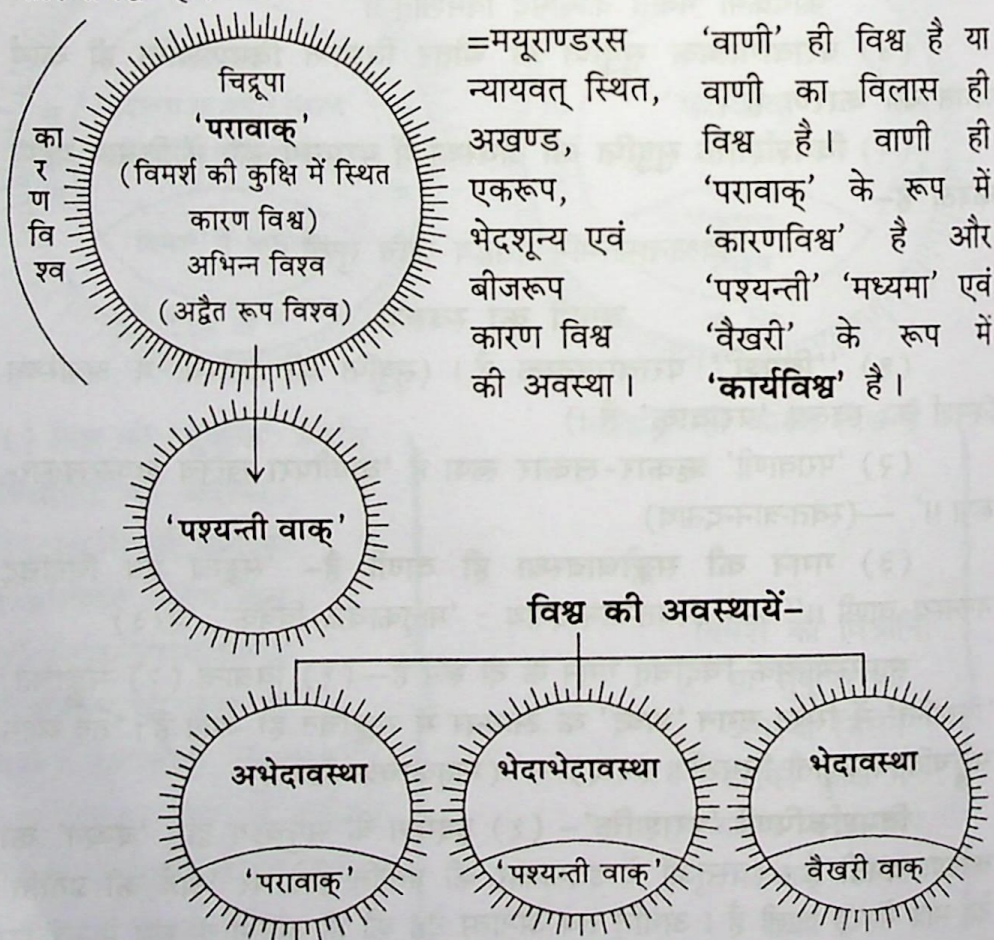 का
र
ण
वि
श्व
चिद्रूपा
‘परावाक्’
(विमर्श की कुक्षि में स्थित
कारण विश्व)
अभिन्न विश्व
(अद्वैत रूप विश्व)
=मयूराण्डरस
न्यायवत् स्थित,
अखण्ड,
एकरूप,
भेदशून्य एवं
बीजरूप
कारण विश्व
की अवस्था।
‘वाणी’ ही विश्व है या
वाणी का विलास ही
विश्व है। वाणी ही
‘परावाक्’ के रूप में
‘कारणविश्व’ है और
‘पश्यन्ती’ ‘मध्यमा’ एवं
‘वैखरी’ के रूप में
‘कार्यविश्व’ है।
‘पश्यन्ती वाक्’
विश्व की अवस्थायें–
अभेदावस्था
‘परावाक्’
भेदाभेदावस्था
‘पश्यन्ती वाक्’
भेदावस्था
वैखरी वाक्